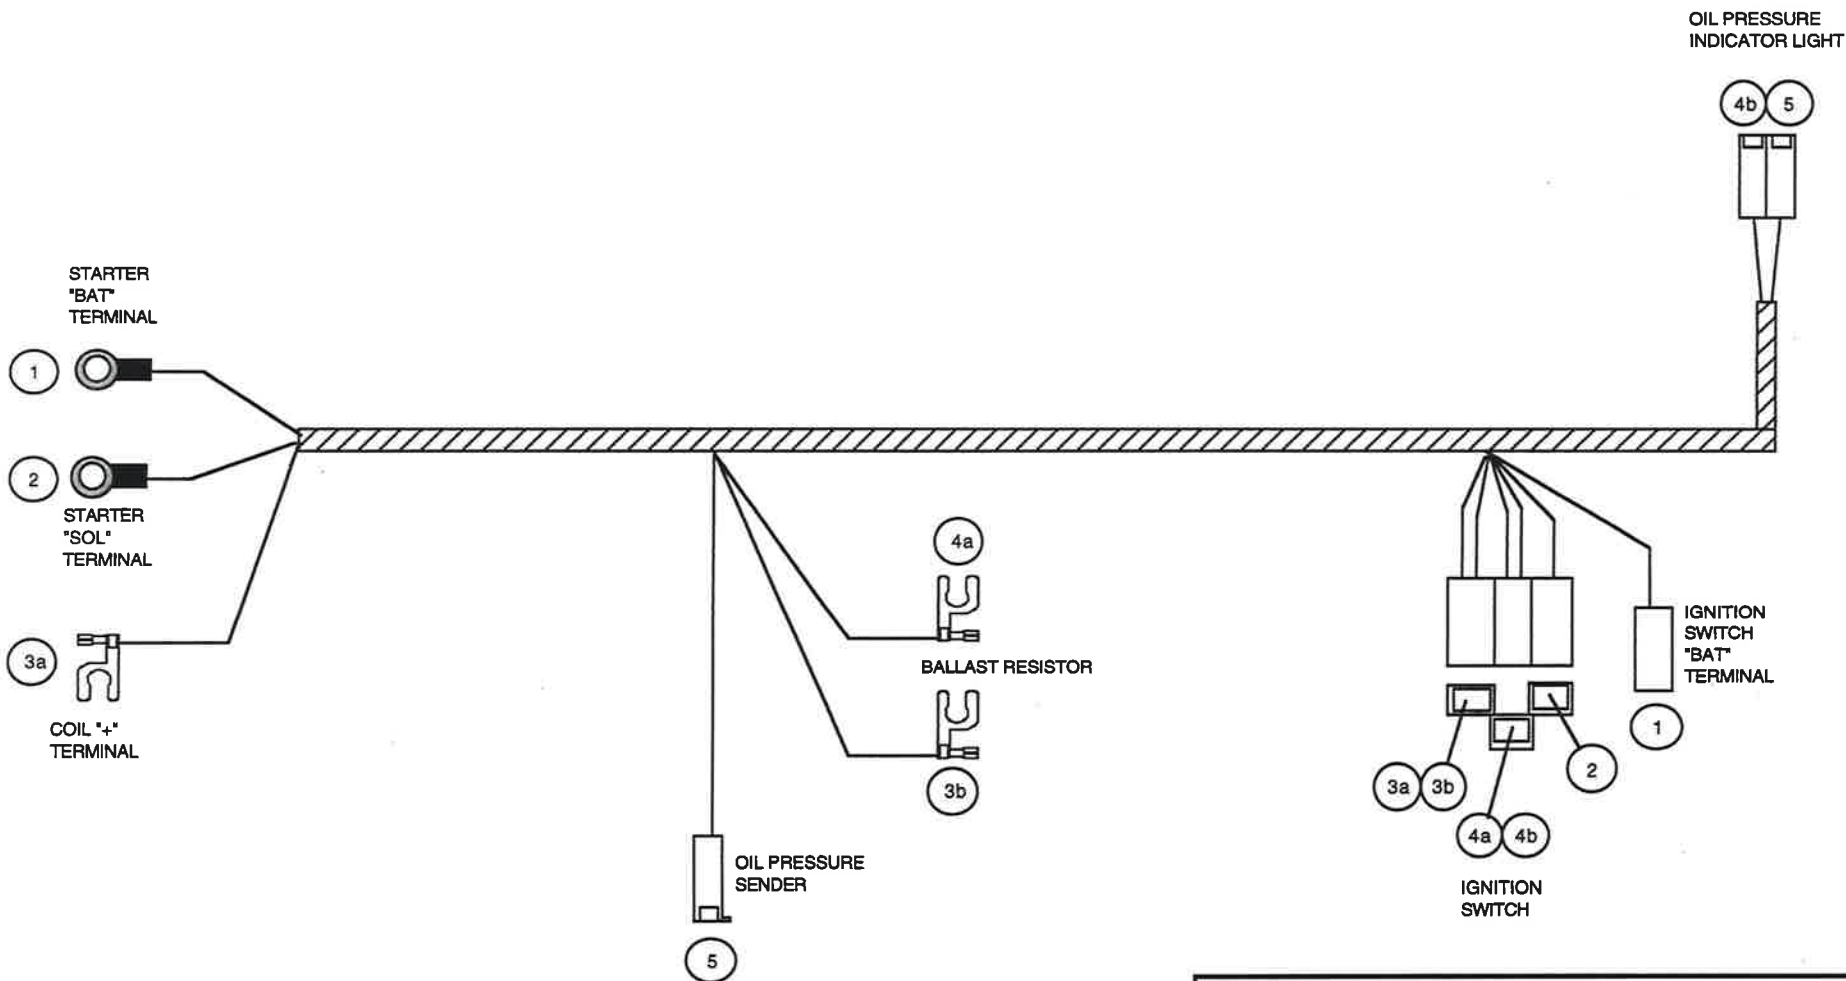 OIL PRESSURE
INDICATOR LIGHT
4b 5
STARTER
"BAT"
TERMINAL
1
2
STARTER
"SOL"
TERMINAL
3a
COIL "+"
TERMINAL
4a
BALLAST RESISTOR
3b
OIL PRESSURE
SENDER
5
IGNITION
SWITCH
"BAT"
TERMINAL
1
2
3a 3b
4a 4b
IGNITION
SWITCH